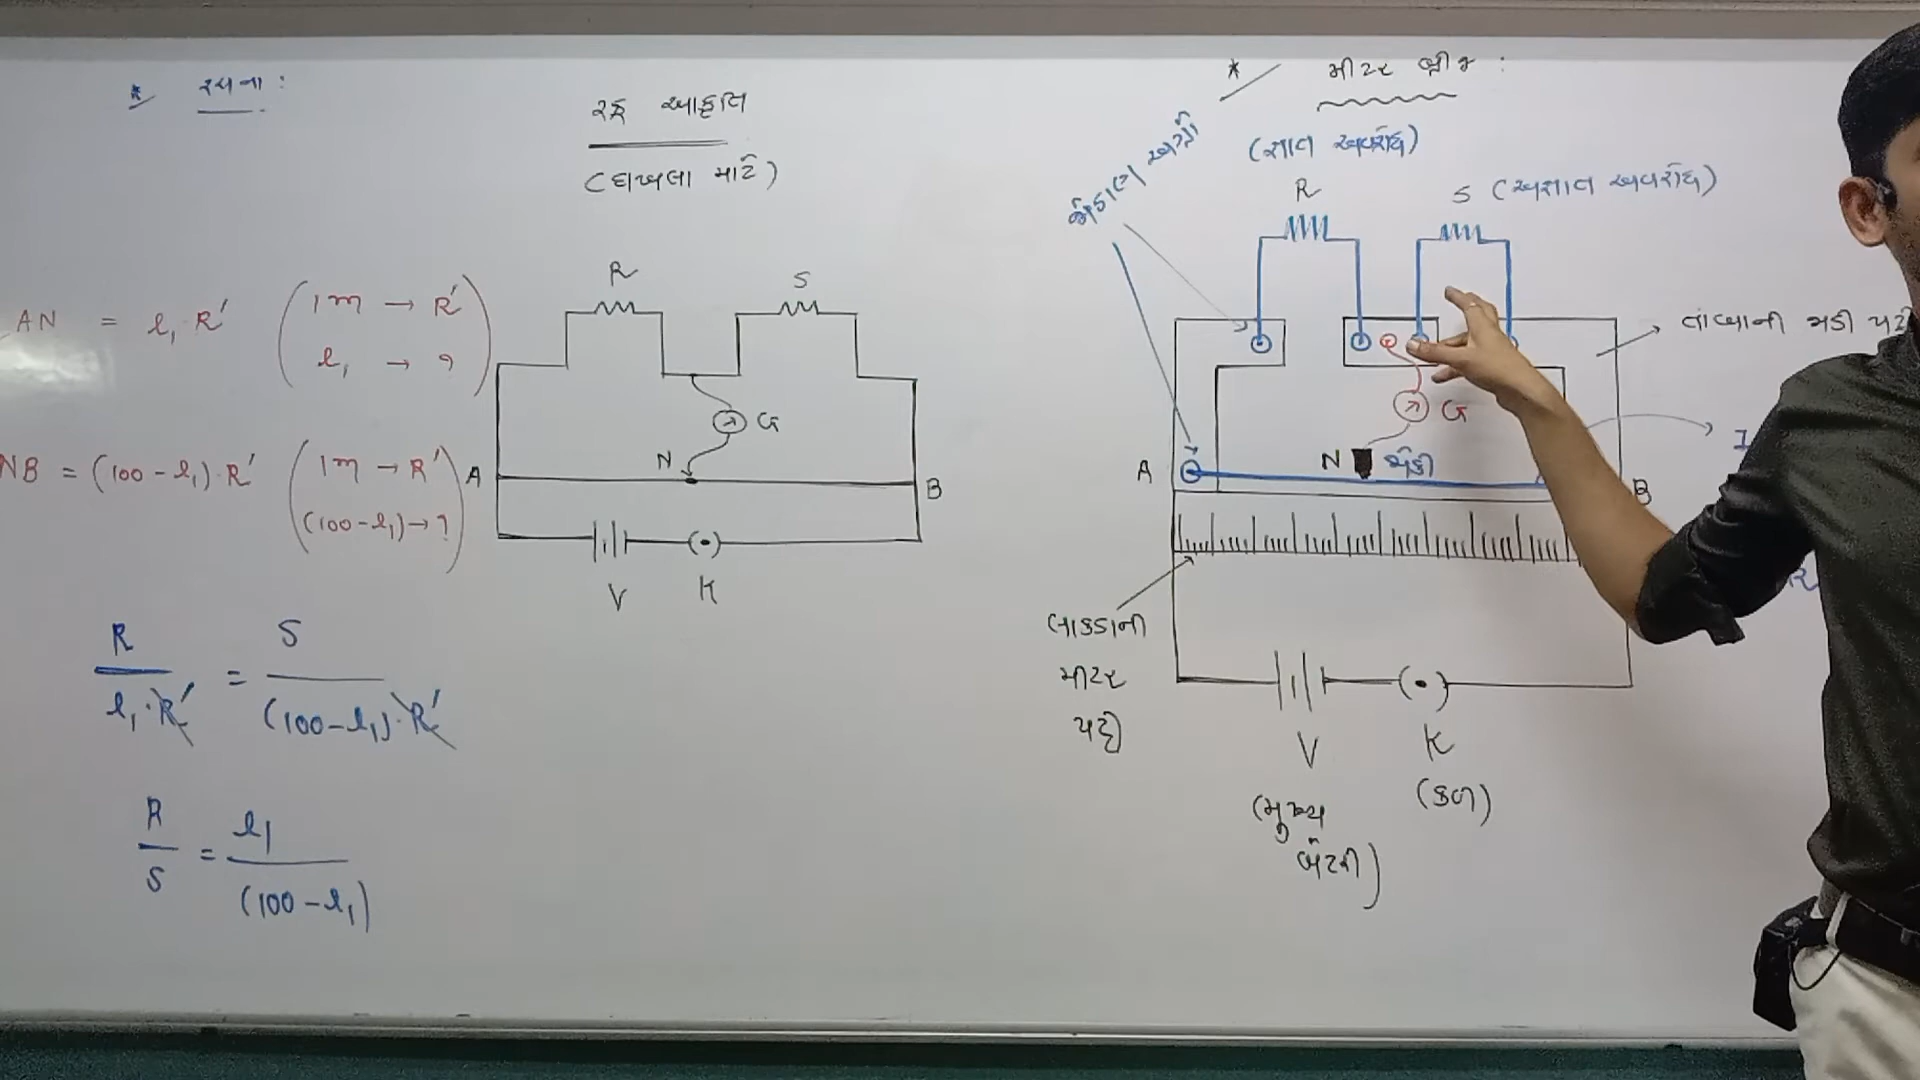 * રચના :
રફ આકૃતિ
(દાખલા માટે)
AN = l₁ R' (1m → R'
l₁ → ?)
NB = (100 - l₁) · R' (1m → R'
(100 - l₁) → ?)
R / l₁ · R' = S / (100 - l₁) · R'
R / S = l₁ / (100 - l₁)
R
S
G
N
A
B
V
K
* મીટર બ્રીજ :
(જ્ઞાત અવરોધ)
R
S (અજ્ઞાત અવરોધ)
જોડાણ અગ્રો
તાંબાની જાડી
G
A
N
જોકી
B
લાકડાની
મીટર
પટ્ટી
V
K
(મુખ્ય
બેટરી)
(કળ)